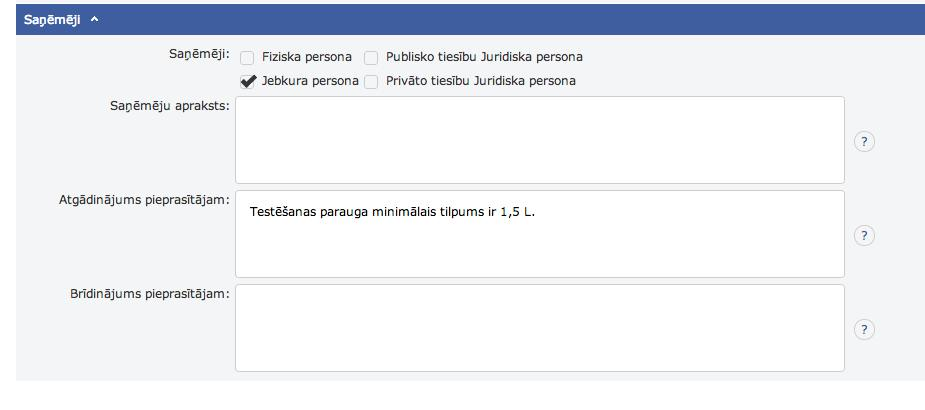 Saņēmēji
Saņēmēji: Fiziska persona Publisko tiesību Juridiska persona
Jebkura persona Privāto tiesību Juridiska persona
Saņēmēju apraksts:
?
Atgādinājums pieprasītājam: Testēšanas parauga minimālais tilpums ir 1,5 L.
?
Brīdinājums pieprasītājam:
?